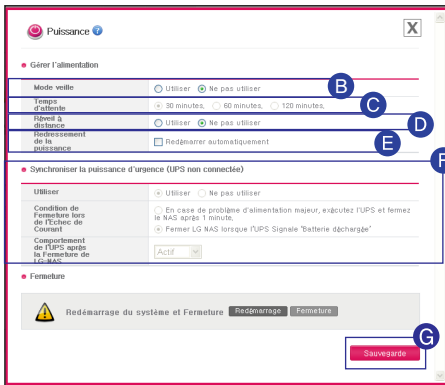 Puissance
X
Gérer l'alimentation
Mode veille
Utiliser Ne pas utiliser
B
Temps d'attente
30 minutes, 60 minutes, 120 minutes,
C
Réveil à distance
Utiliser Ne pas utiliser
D
Redressement de la puissance
Redémarrer automatiquement
E
F
Synchroniser la puissance d'urgence (UPS non connectée)
Utiliser
Utiliser Ne pas utiliser
Condition de Fermeture lors de l'Echec de Courant
En case de problème d'alimentation majeur, exécutez l'UPS et fermez
le NAS après 1 minute,
Fermer LG NAS lorsque l'UPS Signale "Batterie déchargée"
Comportement de l'UPS après la Fermeture de LG-NAS
Actif
Fermeture
Redémarrage du système et Fermeture Redémarrage Fermeture
G
Sauvegarde